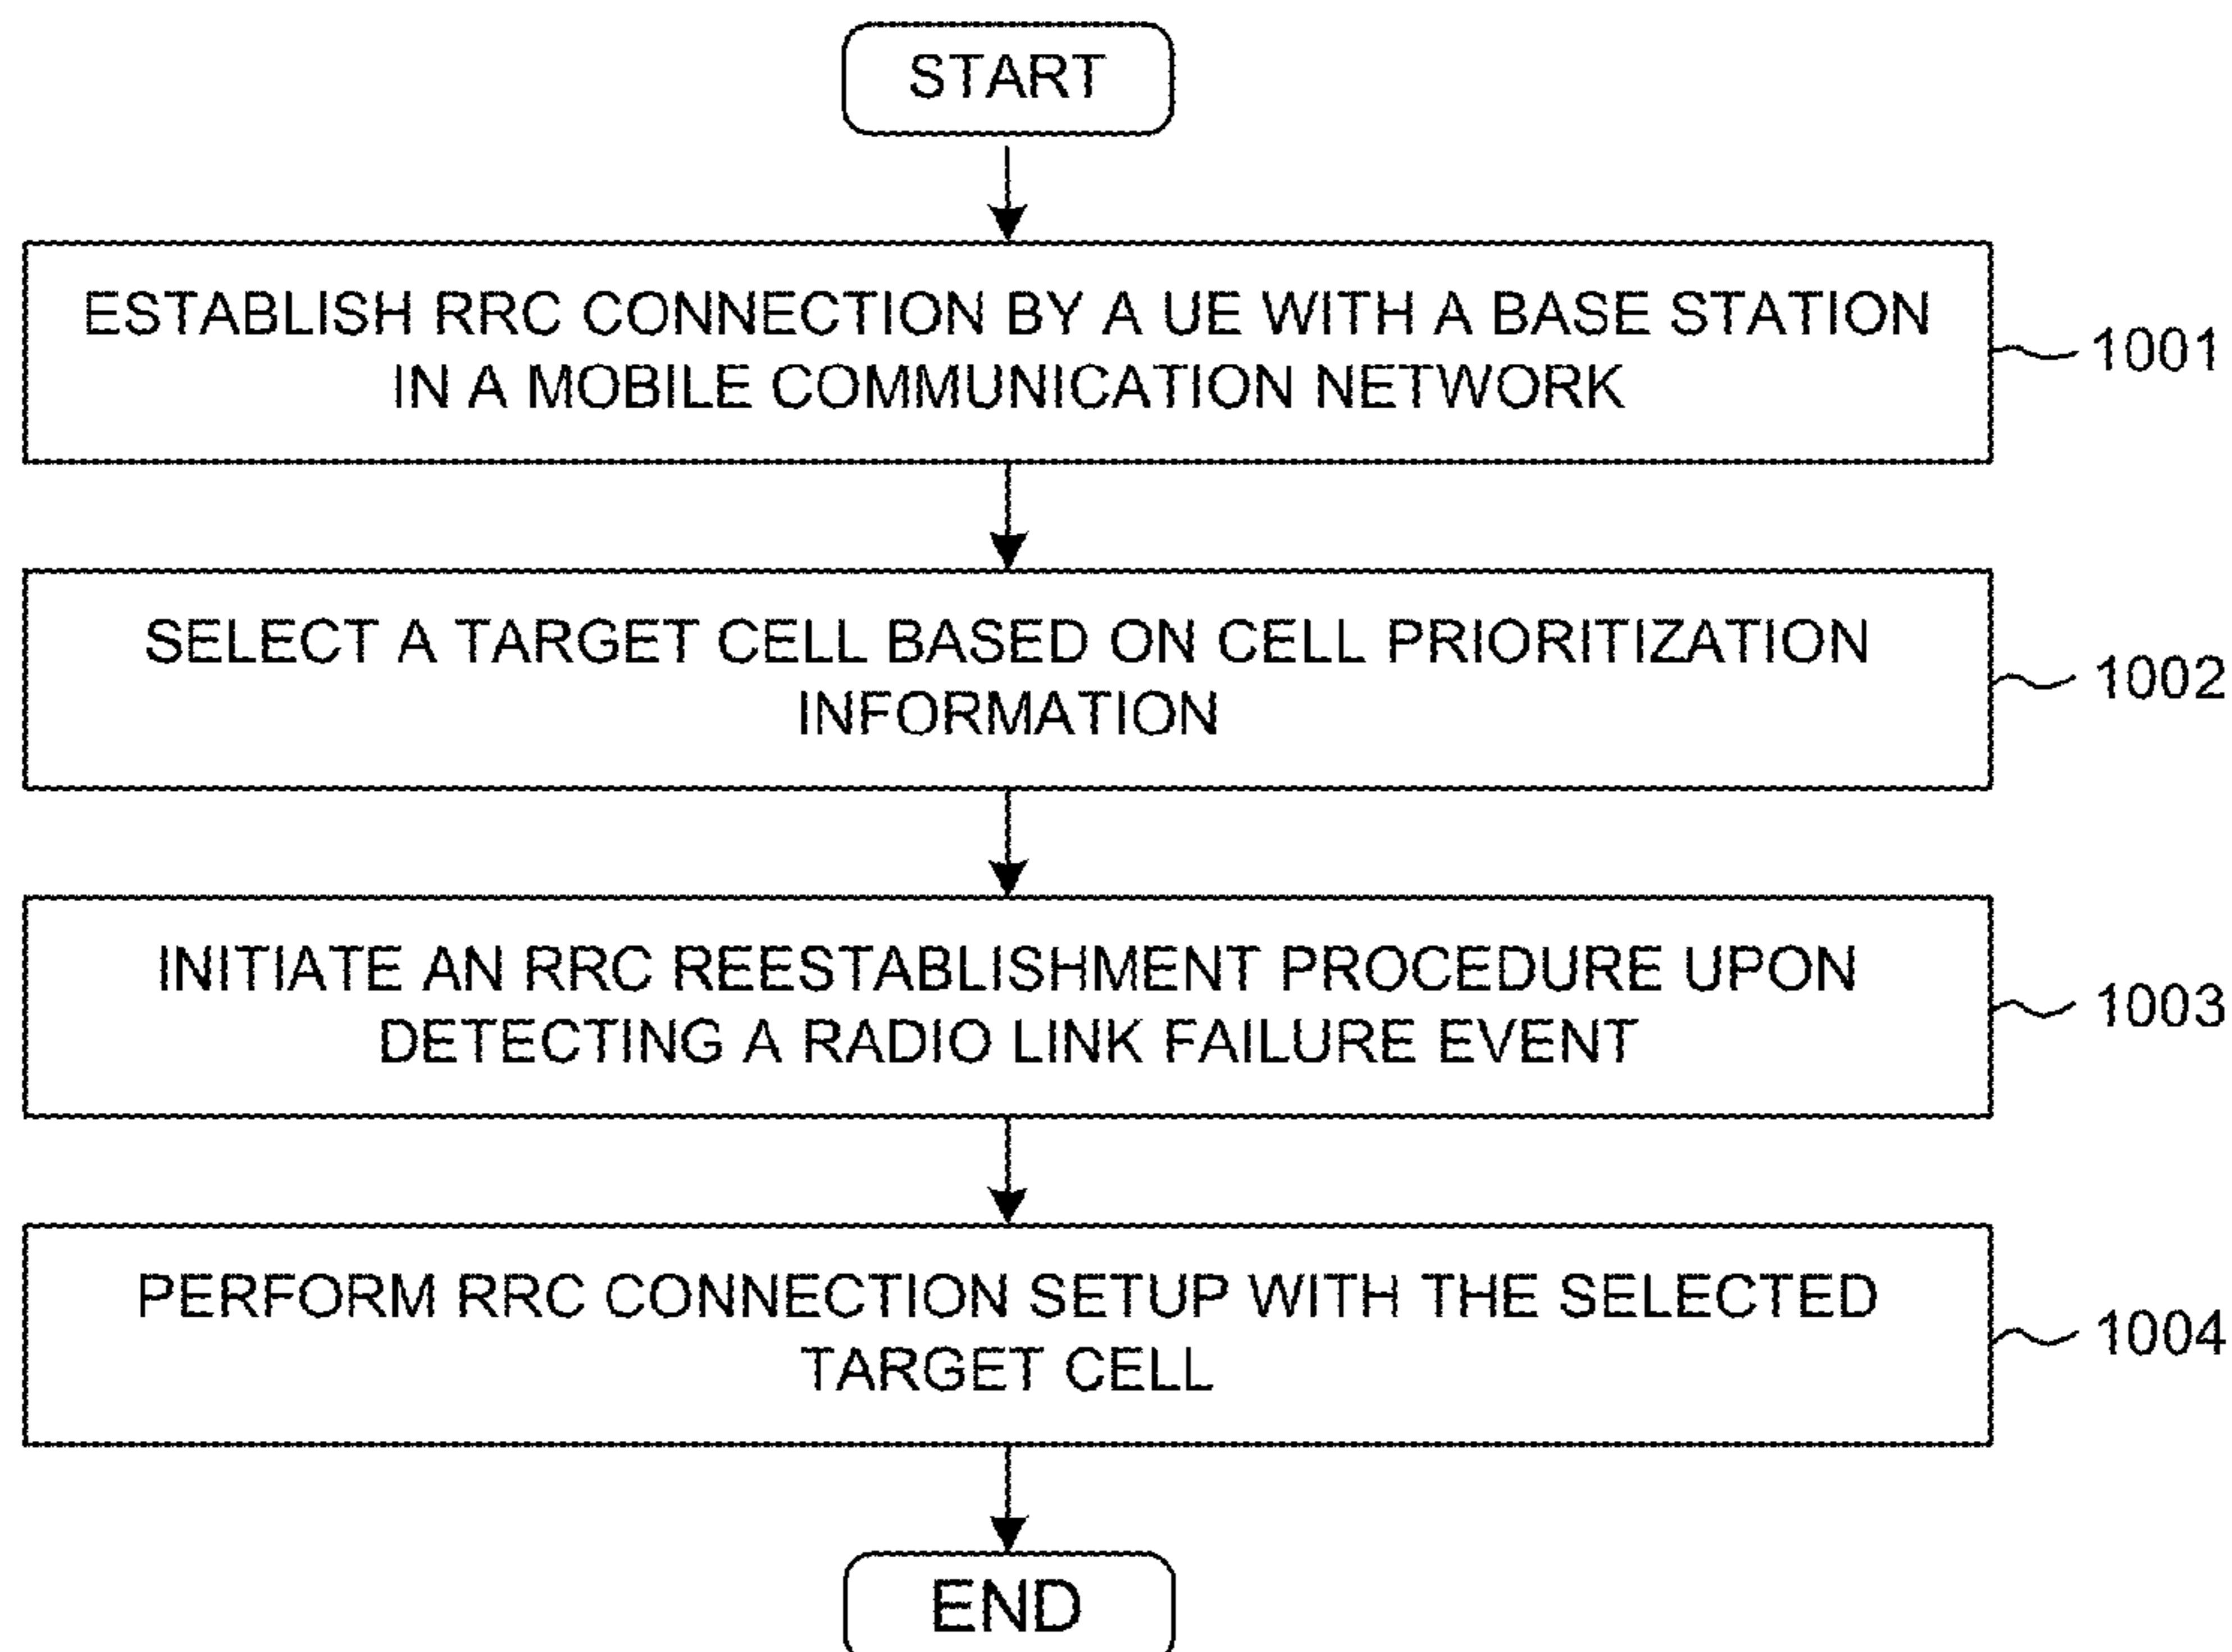 START
ESTABLISH RRC CONNECTION BY A UE WITH A BASE STATION
IN A MOBILE COMMUNICATION NETWORK
1001
SELECT A TARGET CELL BASED ON CELL PRIORITIZATION
INFORMATION
1002
INITIATE AN RRC REESTABLISHMENT PROCEDURE UPON
DETECTING A RADIO LINK FAILURE EVENT
1003
PERFORM RRC CONNECTION SETUP WITH THE SELECTED
TARGET CELL
1004
END